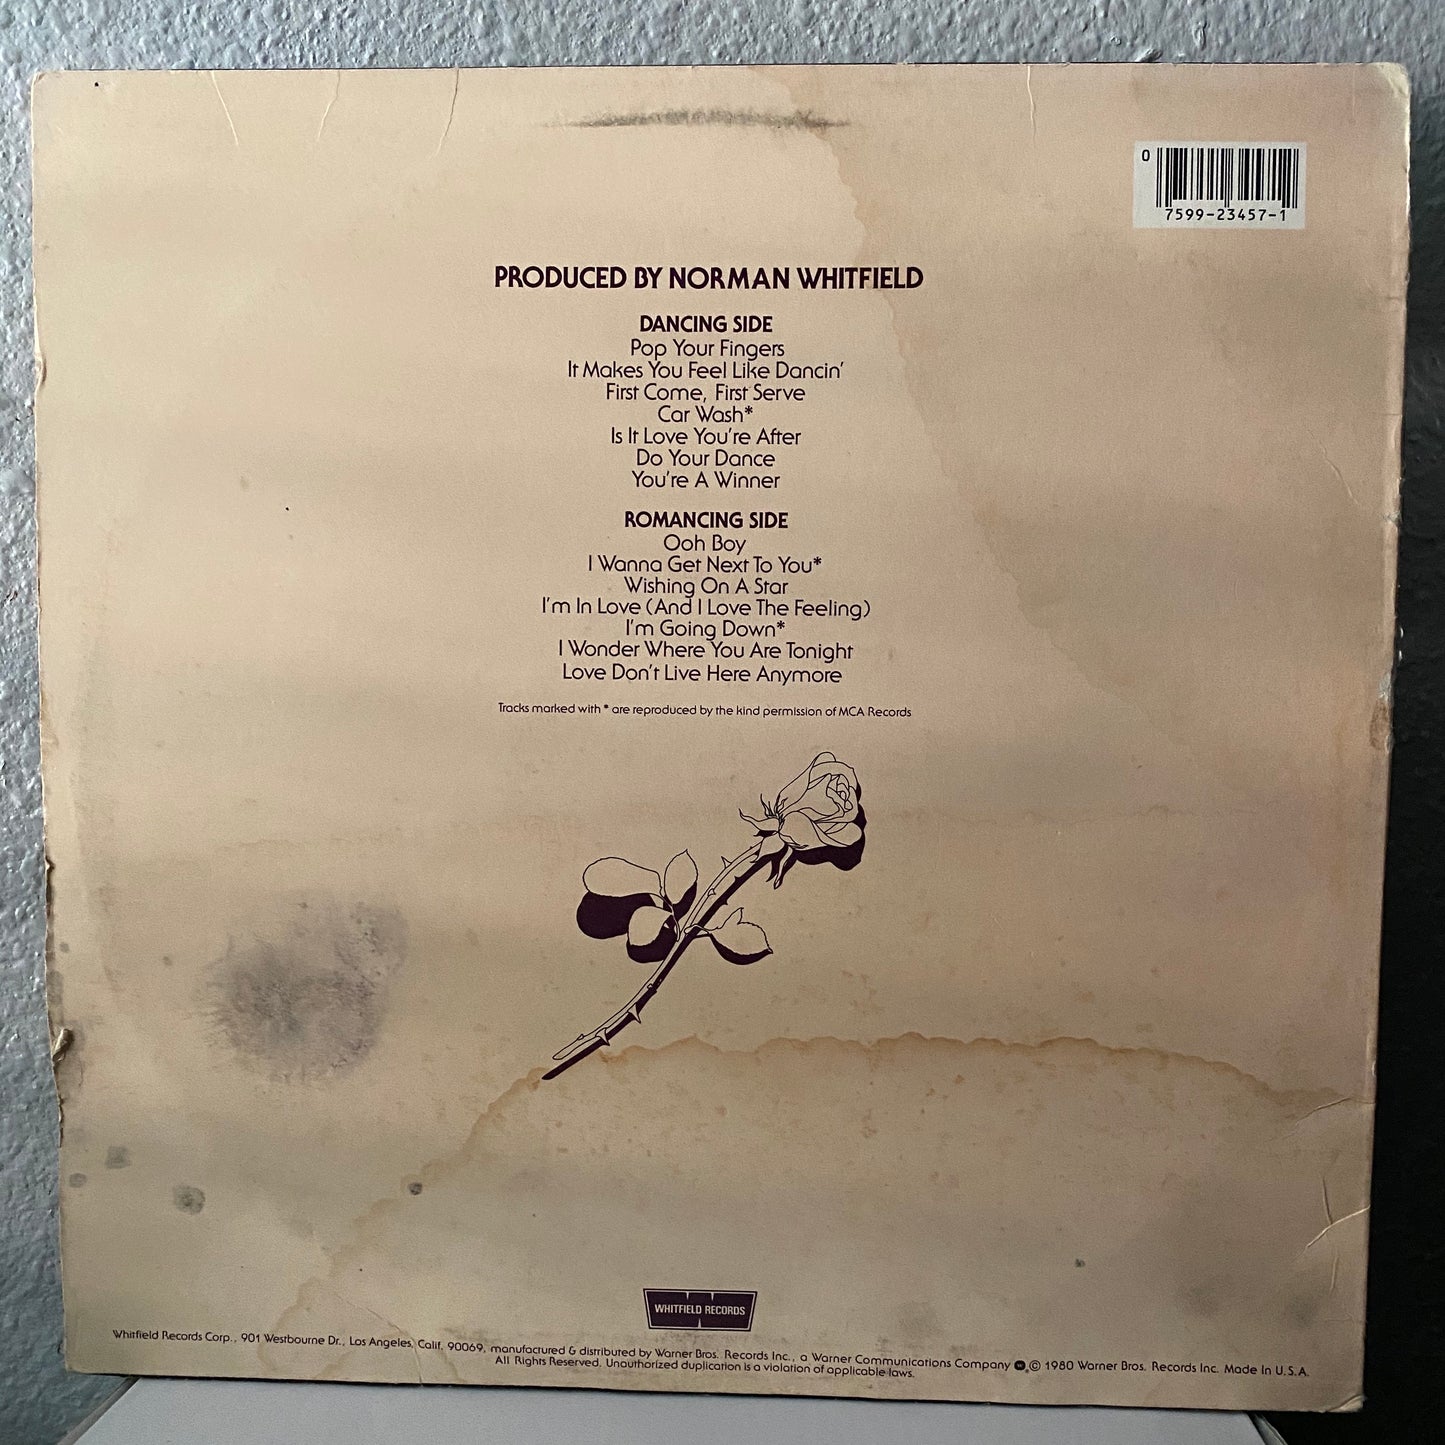 0
7599-23457-1
PRODUCED BY NORMAN WHITFIELD
DANCING SIDE
Pop Your Fingers
It Makes You Feel Like Dancin'
First Come, First Serve
Car Wash*
Is It Love You're After
Do Your Dance
You're A Winner
ROMANCING SIDE
Ooh Boy
I Wanna Get Next To You*
Wishing On A Star
I'm In Love (And I Love The Feeling)
I'm Going Down*
I Wonder Where You Are Tonight
Love Don't Live Here Anymore
Tracks marked with * are reproduced by the kind permission of MCA Records
WHITFIELD RECORDS
Whitfield Records Corp., 901 Westbourne Dr., Los Angeles, Calif. 90069, manufactured & distributed by Warner Bros. Records Inc., a Warner Communications Company ℗,© 1980 Warner Bros. Records Inc. Made In U.S.A.
All Rights Reserved. Unauthorized duplication is a violation of applicable laws.